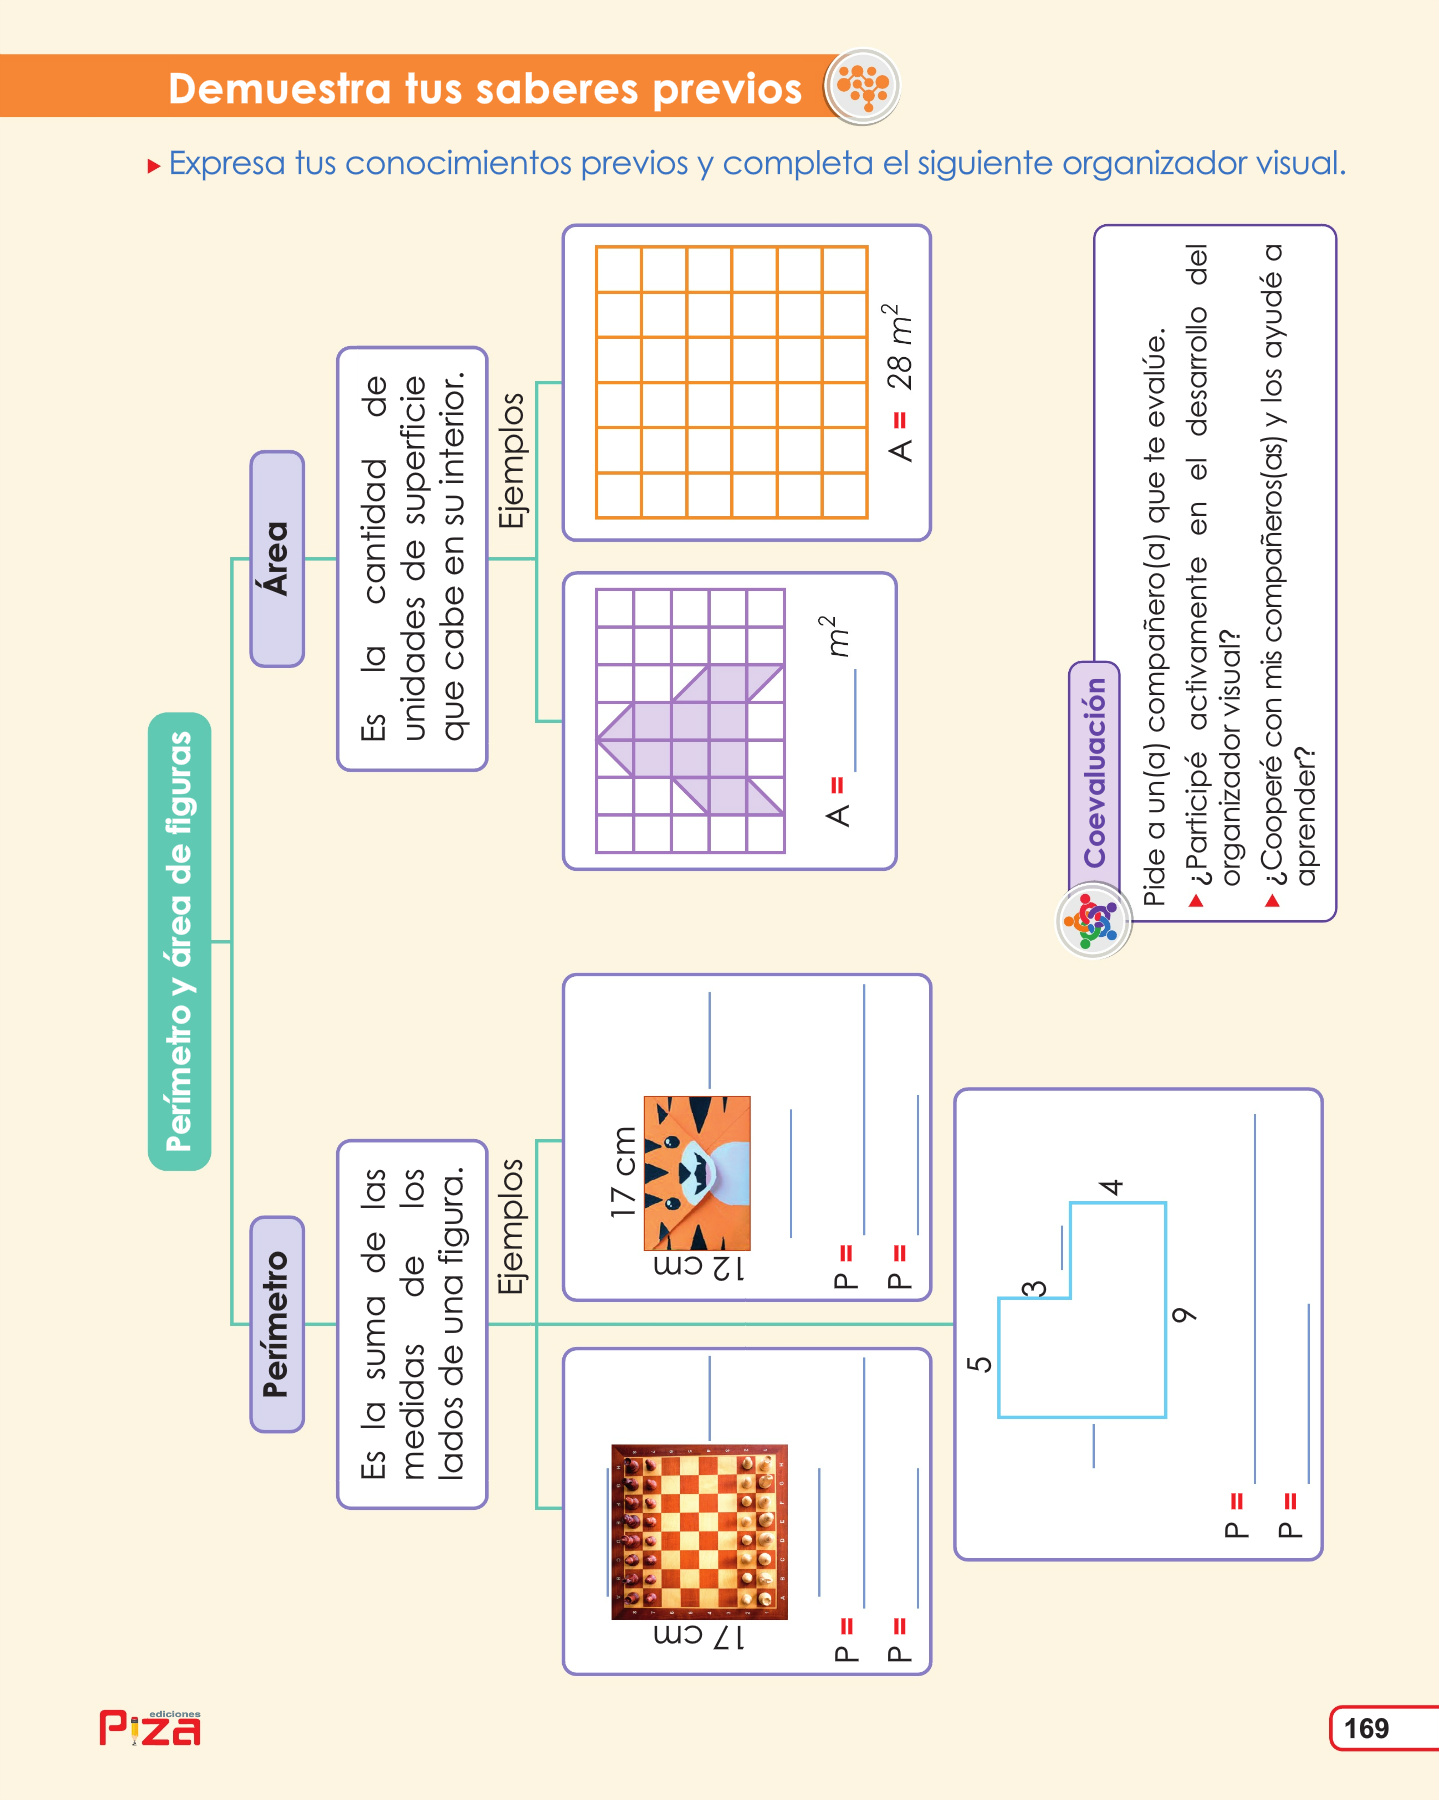 Demuestra tus saberes previos
Expresa tus conocimientos previos y completa el siguiente organizador visual.
Perímetro y área de figuras
Perímetro
Es la suma de las
medidas de los
lados de una figura.
Ejemplos
17 cm
P =
P =
17 cm
12 cm
P =
P =
5
3
4
9
P =
P =
Área
Es la cantidad de
unidades de superficie
que cabe en su interior.
Ejemplos
A = m²
A = 28 m²
Coevaluación
Pide a un(a) compañero(a) que te evalúe.
¿Participé activamente en el desarrollo del
organizador visual?
¿Cooperé con mis compañeros(as) y los ayudé a
aprender?
ediciones
Piza
169